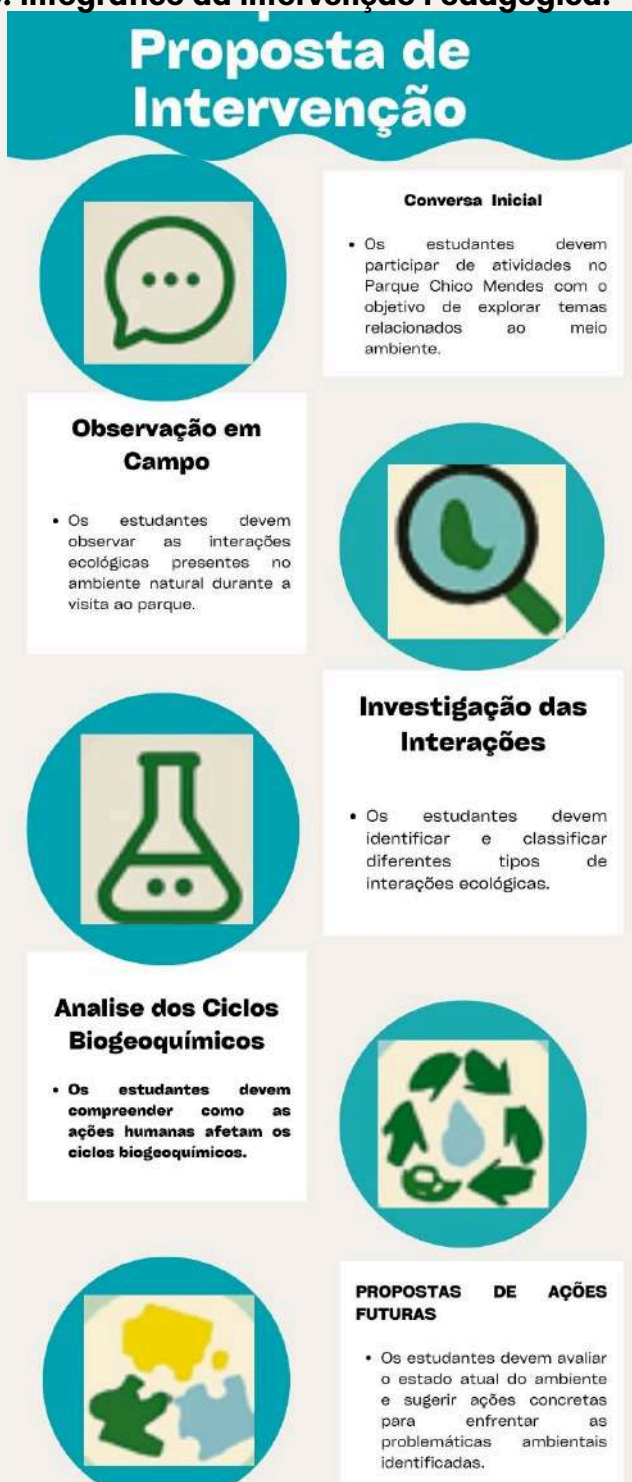 Infográfico da Intervenção Pedagógica.
Proposta de
Intervenção
Conversa Inicial
• Os estudantes devem
participar de atividades no
Parque Chico Mendes com o
objetivo de explorar temas
relacionados ao meio
ambiente.
Observação em
Campo
• Os estudantes devem
observar as interações
ecológicas presentes no
ambiente natural durante a
visita ao parque.
Investigação das
Interações
• Os estudantes devem
identificar e classificar
diferentes tipos de
interações ecológicas.
Analise dos Ciclos
Biogeoquímicos
• Os estudantes devem
compreender como as
ações humanas afetam os
ciclos biogeoquímicos.
PROPOSTAS DE AÇÕES
FUTURAS
• Os estudantes devem avaliar
o estado atual do ambiente
e sugerir ações concretas
para enfrentar as
problemáticas ambientais
identificadas.